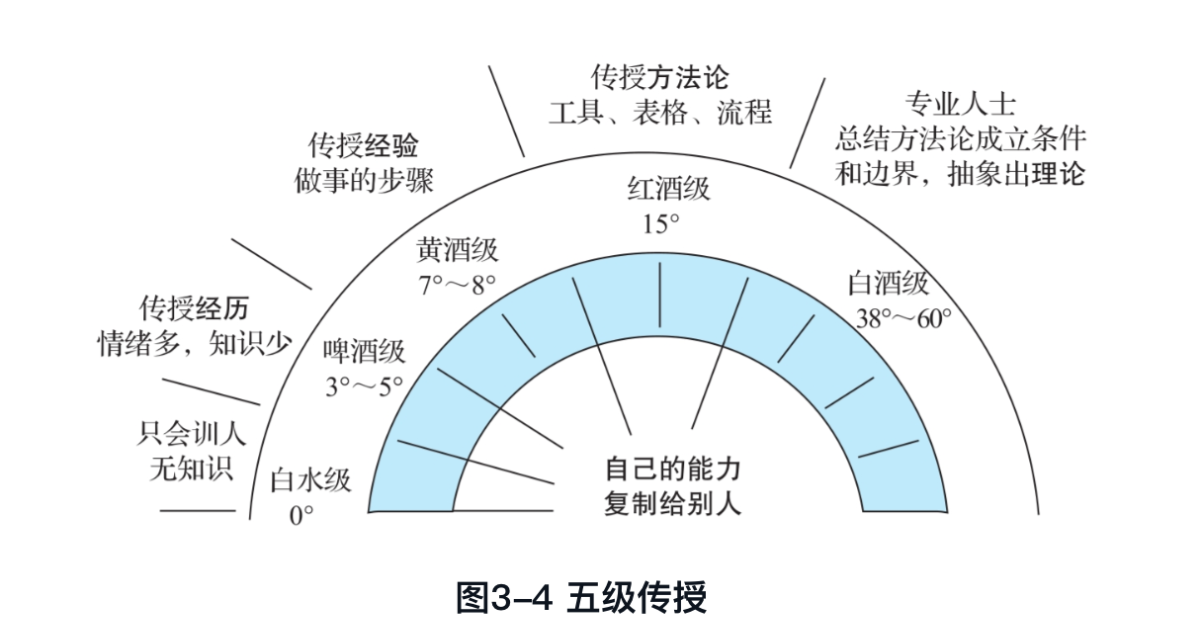 传授方法论
工具、表格、流程
专业人士
总结方法论成立条件
和边界，抽象出理论
传授经验
做事的步骤
红酒级
15°
黄酒级
7°～8°
白酒级
38°～60°
传授经历
情绪多，知识少
啤酒级
3°～5°
只会训人
无知识
白水级
0°
自己的能力
复制给别人
图3–4 五级传授